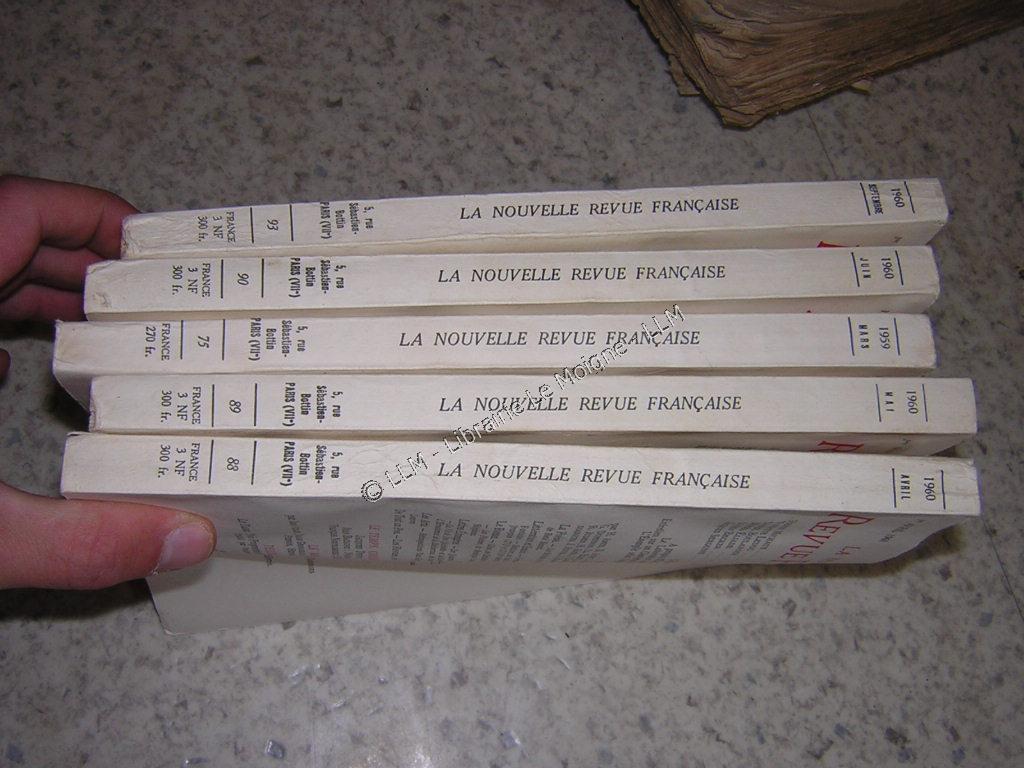 1960
SEPTEMBRE
LA NOUVELLE REVUE FRANÇAISE
5, rue
Sébastien-
Bottin
PARIS (VIIe)
93
FRANCE
3 NF
300 fr.
1960
JUIN
LA NOUVELLE REVUE FRANÇAISE
5, rue
Sébastien-
Bottin
PARIS (VIIe)
90
FRANCE
3 NF
300 fr.
1959
MARS
LA NOUVELLE REVUE FRANÇAISE
5, rue
Sébastien-
Bottin
PARIS (VIIe)
75
FRANCE
270 fr.
1960
MAI
LA NOUVELLE REVUE FRANÇAISE
5, rue
Sébastien-
Bottin
PARIS (VIIe)
89
FRANCE
3 NF
300 fr.
1960
AVRIL
LA NOUVELLE REVUE FRANÇAISE
5, rue
Sébastien-
Bottin
PARIS (VIIe)
88
FRANCE
3 NF
300 fr.
LA
REVUE
© LLM - Librairie Le Moigne - LLM